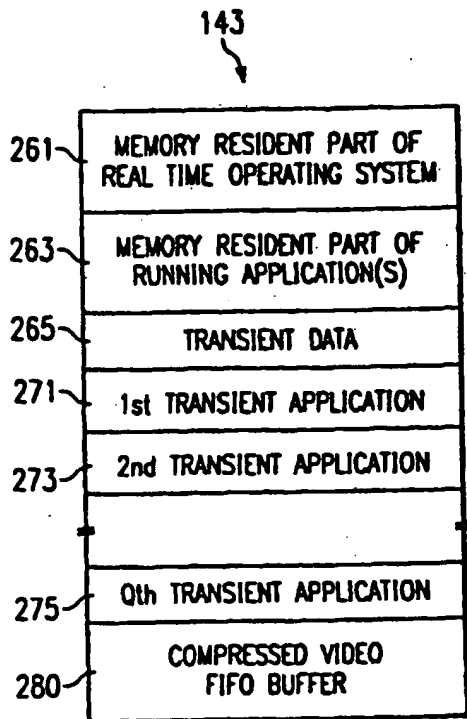 143
261 MEMORY RESIDENT PART OF
REAL TIME OPERATING SYSTEM
263 MEMORY RESIDENT PART OF
RUNNING APPLICATION(S)
265 TRANSIENT DATA
271 1st TRANSIENT APPLICATION
273 2nd TRANSIENT APPLICATION
275 Qth TRANSIENT APPLICATION
COMPRESSED VIDEO
280 FIFO BUFFER